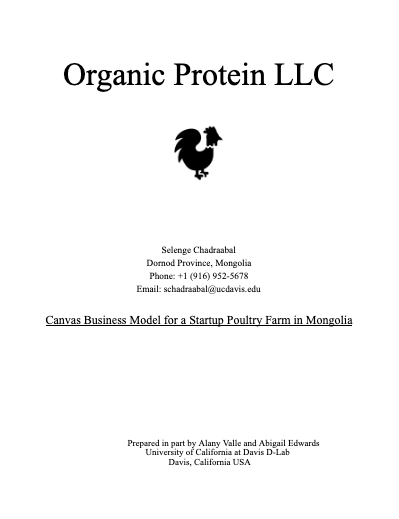 Organic Protein LLC
Selenge Chadraabal
Dornod Province, Mongolia
Phone: +1 (916) 952-5678
Email: schadraabal@ucdavis.edu
Canvas Business Model for a Startup Poultry Farm in Mongolia
Prepared in part by Alany Valle and Abigail Edwards
University of California at Davis D-Lab
Davis, California USA